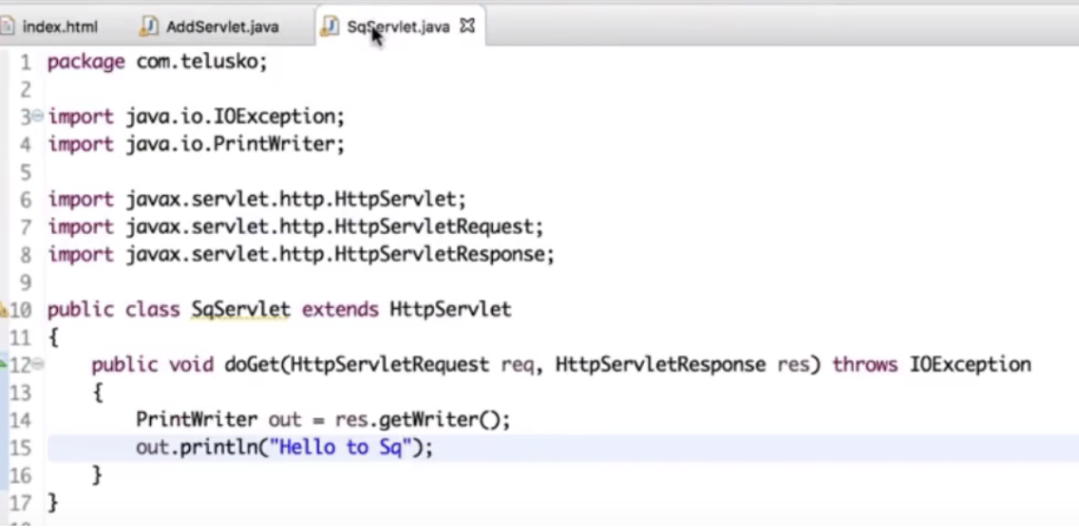 index.html AddServlet.java SqServlet.java
1 package com.telusko;
2
3 import java.io.IOException;
4 import java.io.PrintWriter;
5
6 import javax.servlet.http.HttpServlet;
7 import javax.servlet.http.HttpServletRequest;
8 import javax.servlet.http.HttpServletResponse;
9
10 public class SqServlet extends HttpServlet
11 {
12 public void doGet(HttpServletRequest req, HttpServletResponse res) throws IOException
13 {
14 PrintWriter out = res.getWriter();
15 out.println("Hello to Sq");
16 }
17 }